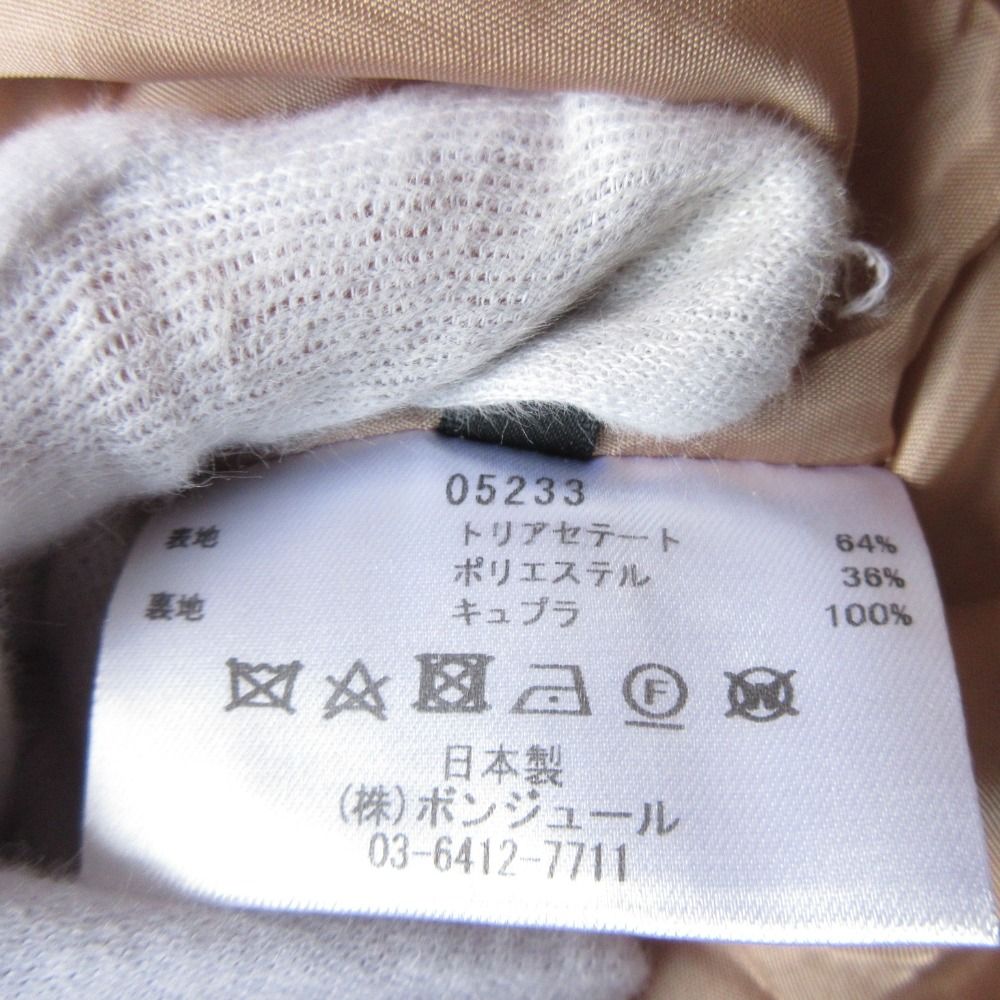 05233
表地 トリアセテート 64%
ポリエステル 36%
裏地 キュプラ 100%
F W
日本製
(株)ボンジュール
03-6412-7711